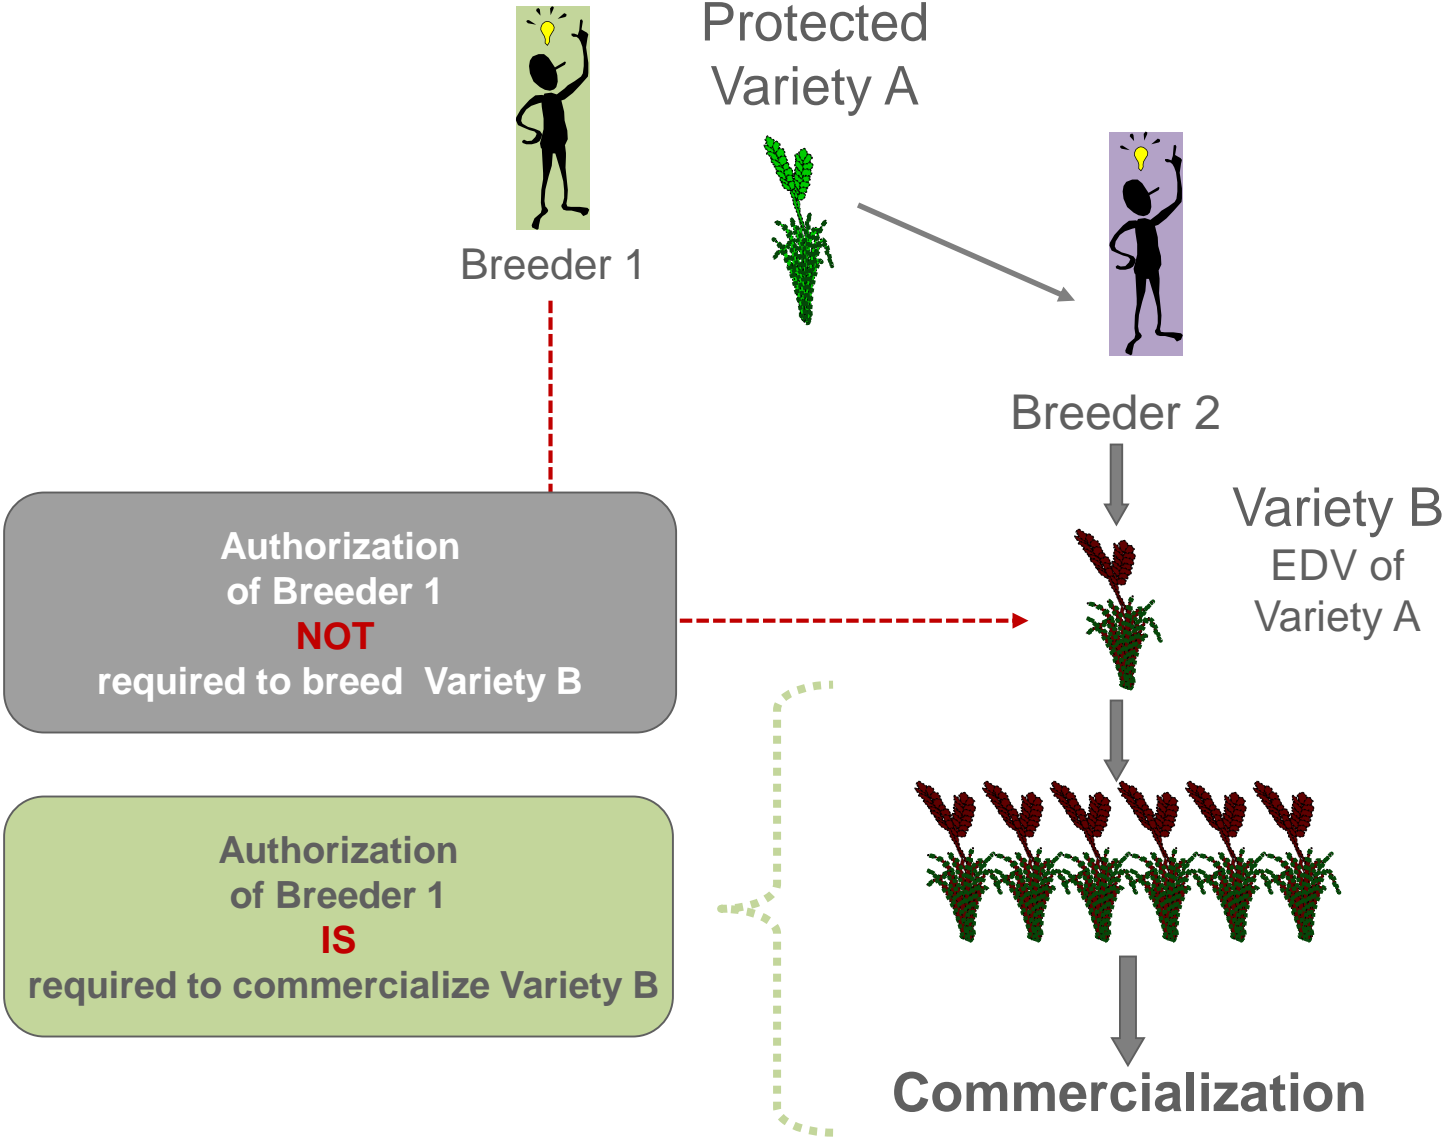 Protected
Variety A
Breeder 1
Breeder 2
Variety B
EDV of
Variety A
Authorization
of Breeder 1
NOT
required to breed Variety B
Authorization
of Breeder 1
IS
required to commercialize Variety B
Commercialization